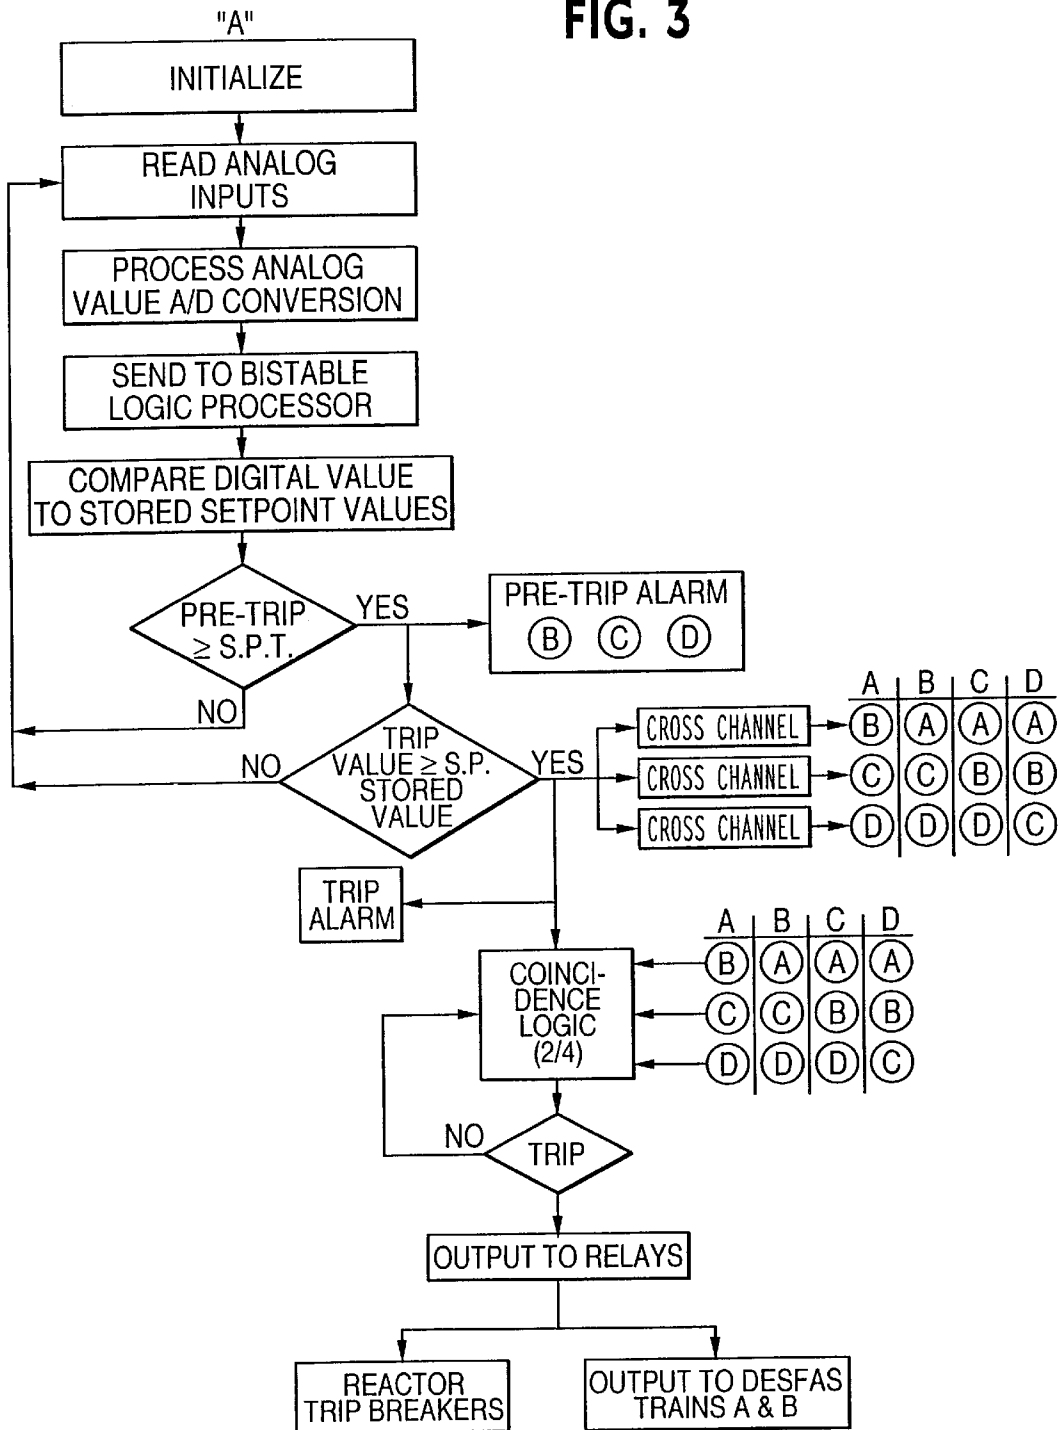 FIG. 3
"A"
INITIALIZE
READ ANALOG
INPUTS
PROCESS ANALOG
VALUE A/D CONVERSION
SEND TO BISTABLE
LOGIC PROCESSOR
COMPARE DIGITAL VALUE
TO STORED SETPOINT VALUES
PRE-TRIP
≥ S.P.T.
YES
NO
PRE-TRIP ALARM
B C D
TRIP
VALUE ≥ S.P.
STORED
VALUE
NO
YES
CROSS CHANNEL
CROSS CHANNEL
CROSS CHANNEL
A B C D
B A A A
C C B B
D D D C
TRIP
ALARM
COINCI-
DENCE
LOGIC
(2/4)
A B C D
B A A A
C C B B
D D D C
NO
TRIP
OUTPUT TO RELAYS
REACTOR
TRIP BREAKERS
OUTPUT TO DESFAS
TRAINS A & B